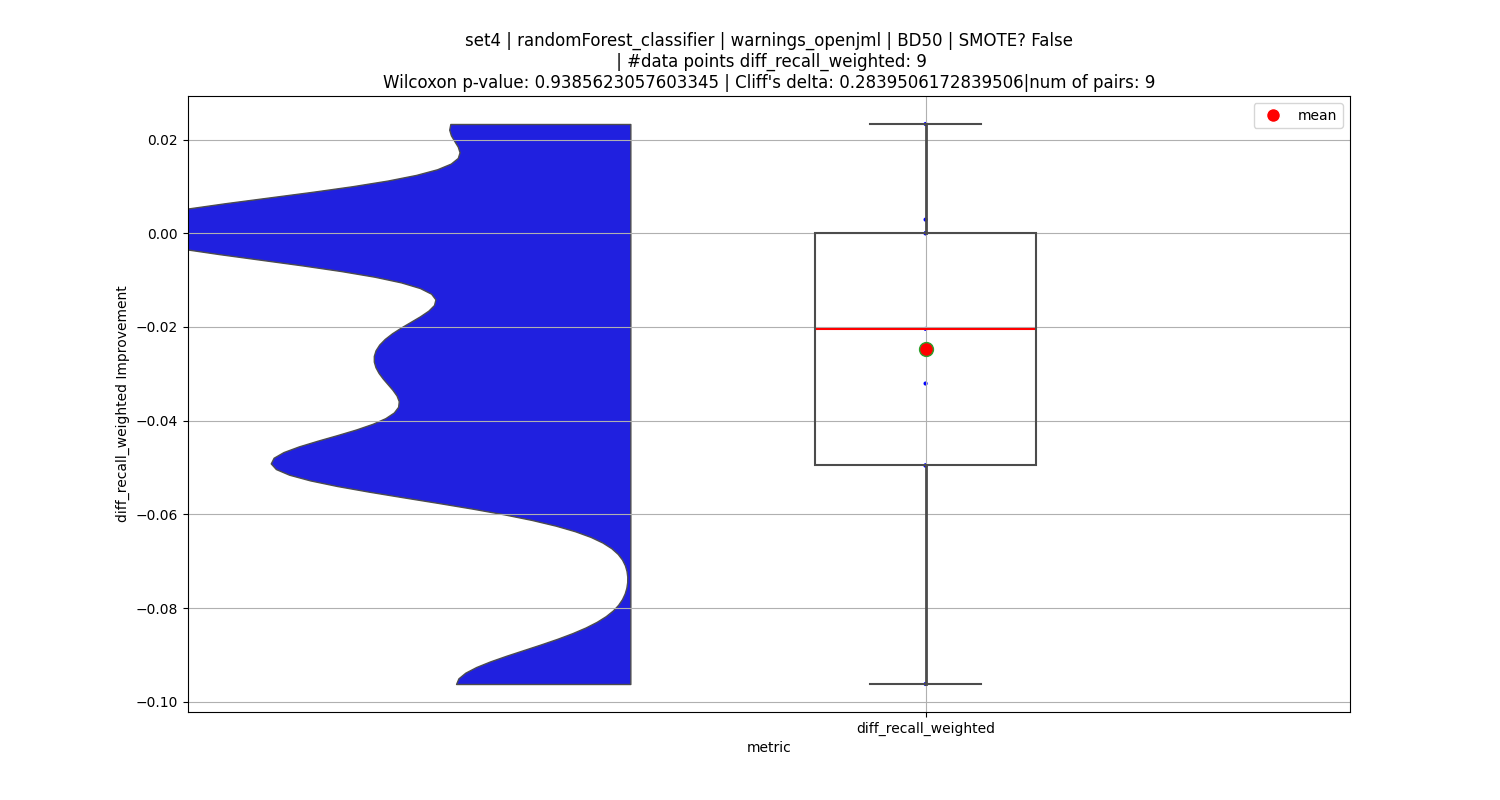 set4 | randomForest_classifier | warnings_openjml | BD50 | SMOTE? False
| #data points diff_recall_weighted: 9
Wilcoxon p-value: 0.9385623057603345 | Cliff's delta: 0.2839506172839506|num of pairs: 9
mean
0.02
0.00
−0.02
−0.04
−0.06
−0.08
−0.10
diff_recall_weighted Improvement
diff_recall_weighted
metric